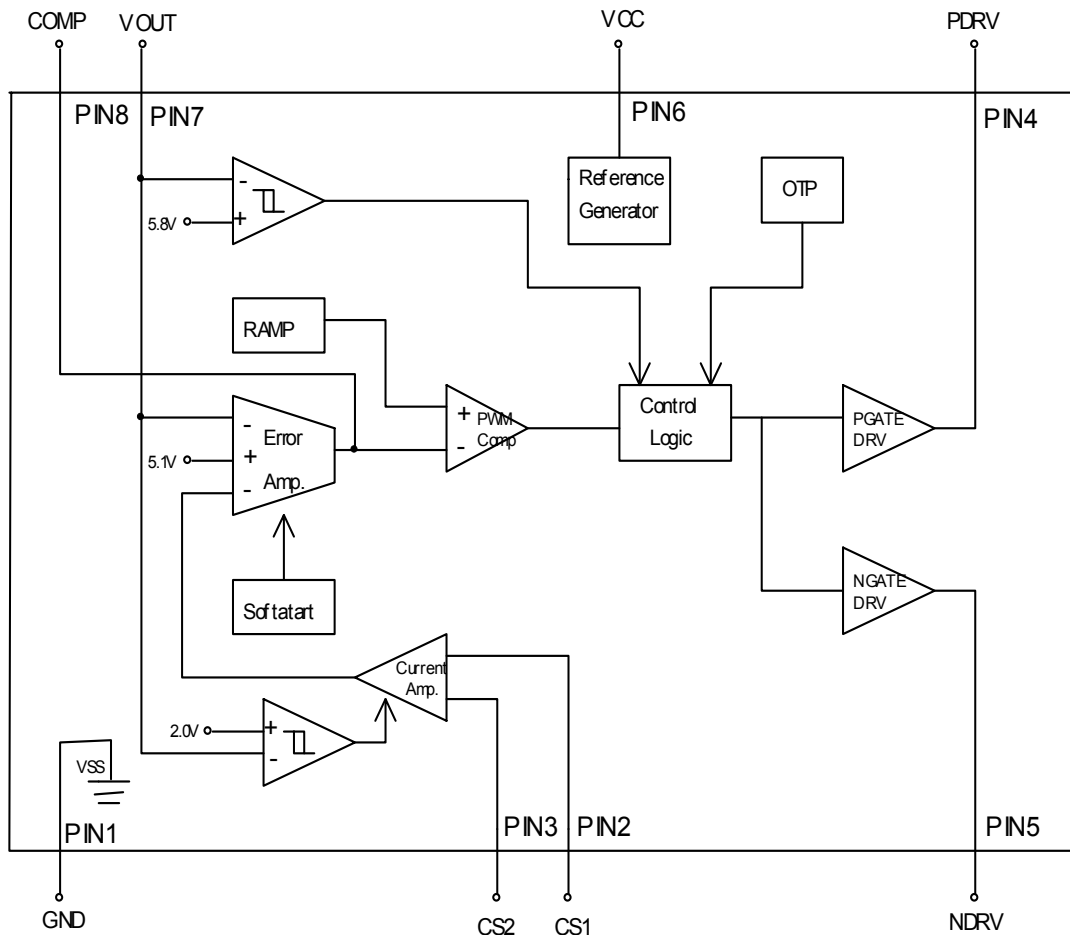 COMP
VOUT
VCC
PDRV
PIN8
PIN7
PIN6
PIN4
Reference
Generator
OTP
-
5.8V
+
RAMP
-
Error
5.1V
+
Amp.
-
+
PWM
-
Comp
Control
Logic
PGATE
DRV
NGATE
DRV
Softatart
Current
Amp.
2.0V
+
-
VSS
PIN1
PIN3
PIN2
PIN5
GND
CS2
CS1
NDRV